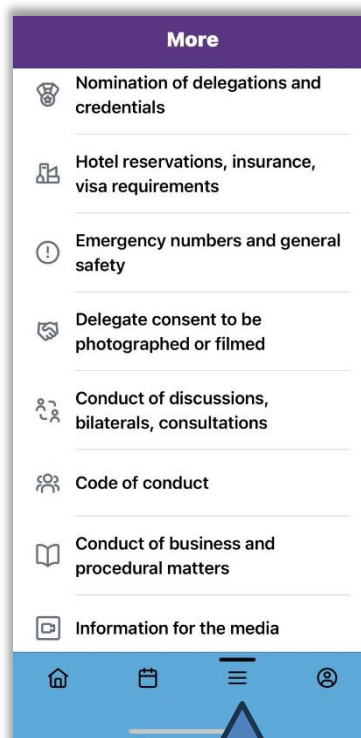 More
Nomination of delegations and
credentials
Hotel reservations, insurance,
visa requirements
Emergency numbers and general
safety
Delegate consent to be
photographed or filmed
Conduct of discussions,
bilaterals, consultations
Code of conduct
Conduct of business and
procedural matters
Information for the media